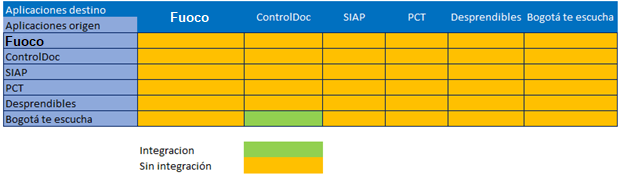 Aplicaciones destino
Aplicaciones origen
Fuoco ControlDoc SIAP PCT Desprendibles Bogotá te escucha
Fuoco
ControlDoc
SIAP
PCT
Desprendibles
Bogotá te escucha
Integracion
Sin integración